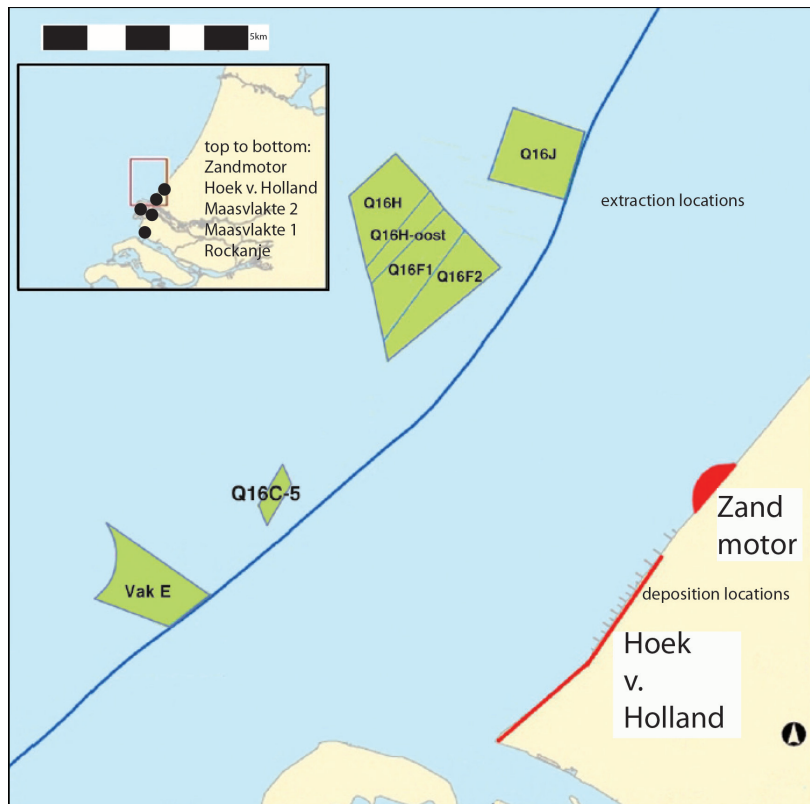 5km
top to bottom:
Zandmotor
Hoek v. Holland
Maasvlakte 2
Maasvlakte 1
Rockanje
Q16J
Q16H
Q16H-oost
Q16F1
Q16F2
extraction locations
Q16C-5
Vak E
Zand
motor
deposition locations
Hoek
v.
Holland